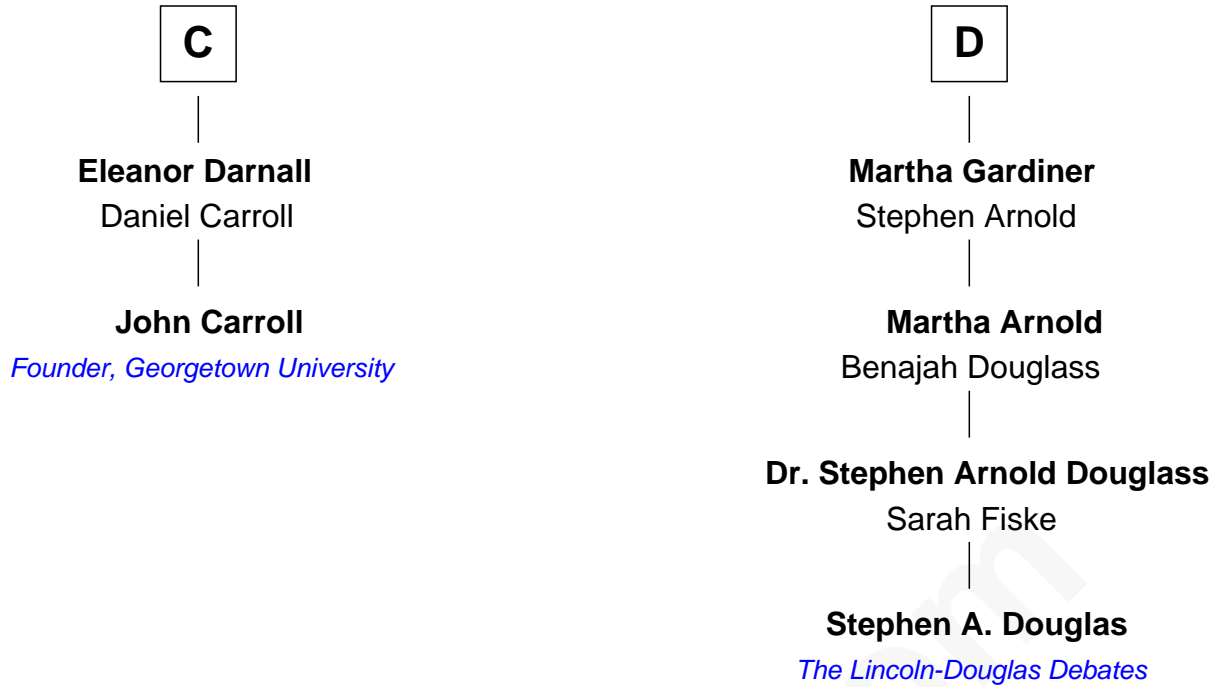 C
Eleanor Darnall
Daniel Carroll
John Carroll
Founder, Georgetown University
D
Martha Gardiner
Stephen Arnold
Martha Arnold
Benajah Douglass
Dr. Stephen Arnold Douglass
Sarah Fiske
Stephen A. Douglas
The Lincoln-Douglas Debates